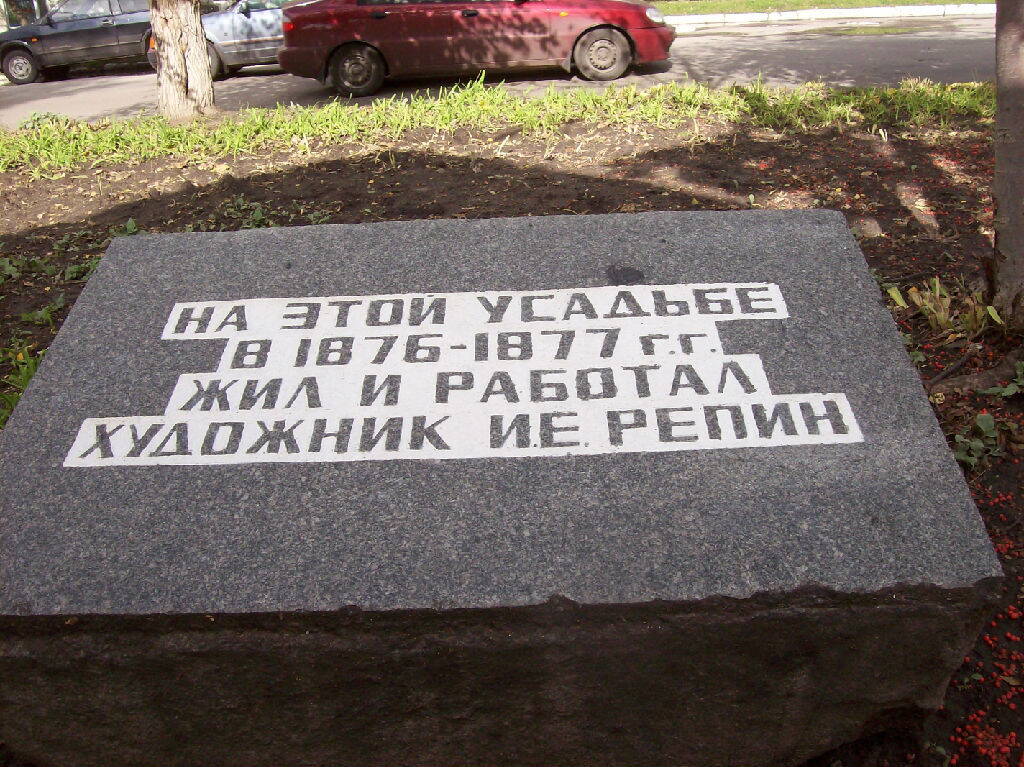 НА ЭТОЙ УСАДЬБЕ
В 1876-1877 г.г.
ЖИЛ И РАБОТАЛ
ХУДОЖНИК И.Е. РЕПИН